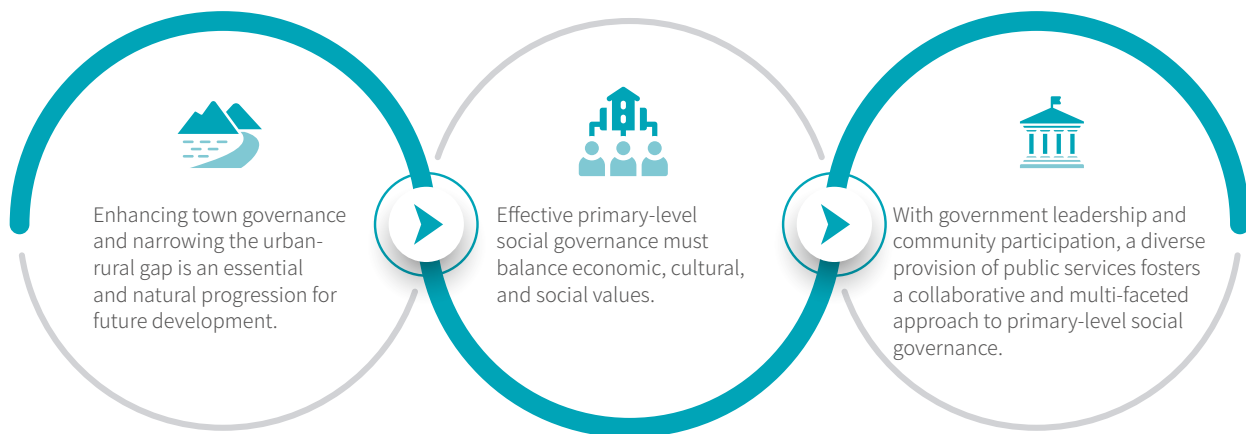 Enhancing town governance
and narrowing the urban-
rural gap is an essential
and natural progression for
future development.
Effective primary-level
social governance must
balance economic, cultural,
and social values.
With government leadership and
community participation, a diverse
provision of public services fosters
a collaborative and multi-faceted
approach to primary-level social
governance.